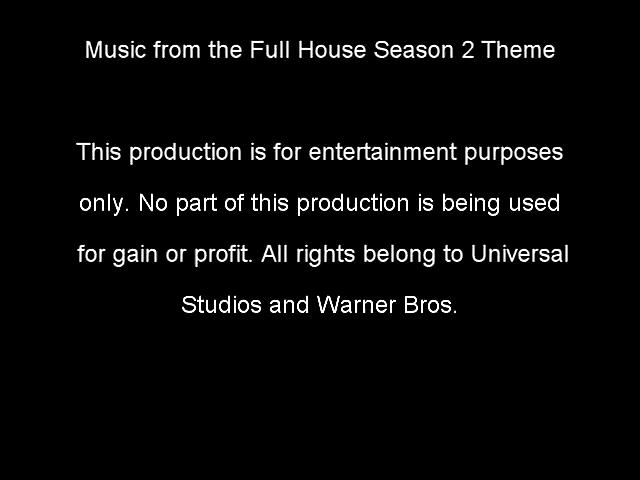 Music from the Full House Season 2 Theme
This production is for entertainment purposes
only. No part of this production is being used
for gain or profit. All rights belong to Universal
Studios and Warner Bros.